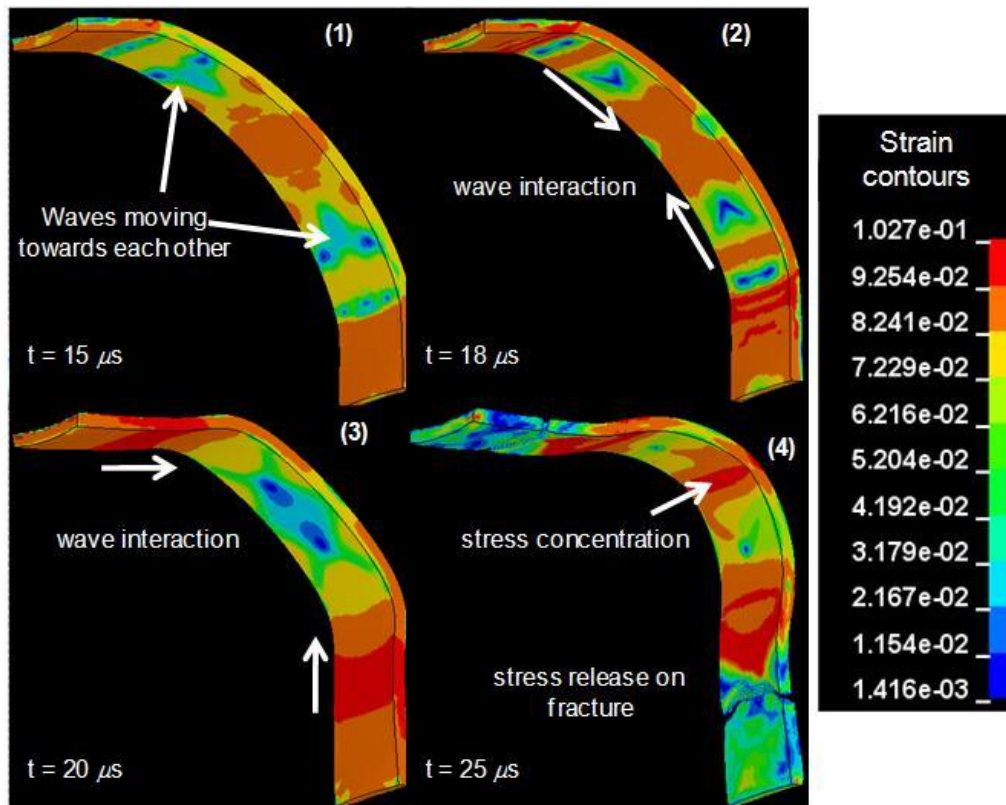 (1)
Waves moving
towards each other
t = 15 μs
(2)
wave interaction
t = 18 μs
(3)
wave interaction
t = 20 μs
(4)
stress concentration
stress release on
fracture
t = 25 μs
Strain
contours
1.027e-01
9.254e-02
8.241e-02
7.229e-02
6.216e-02
5.204e-02
4.192e-02
3.179e-02
2.167e-02
1.154e-02
1.416e-03